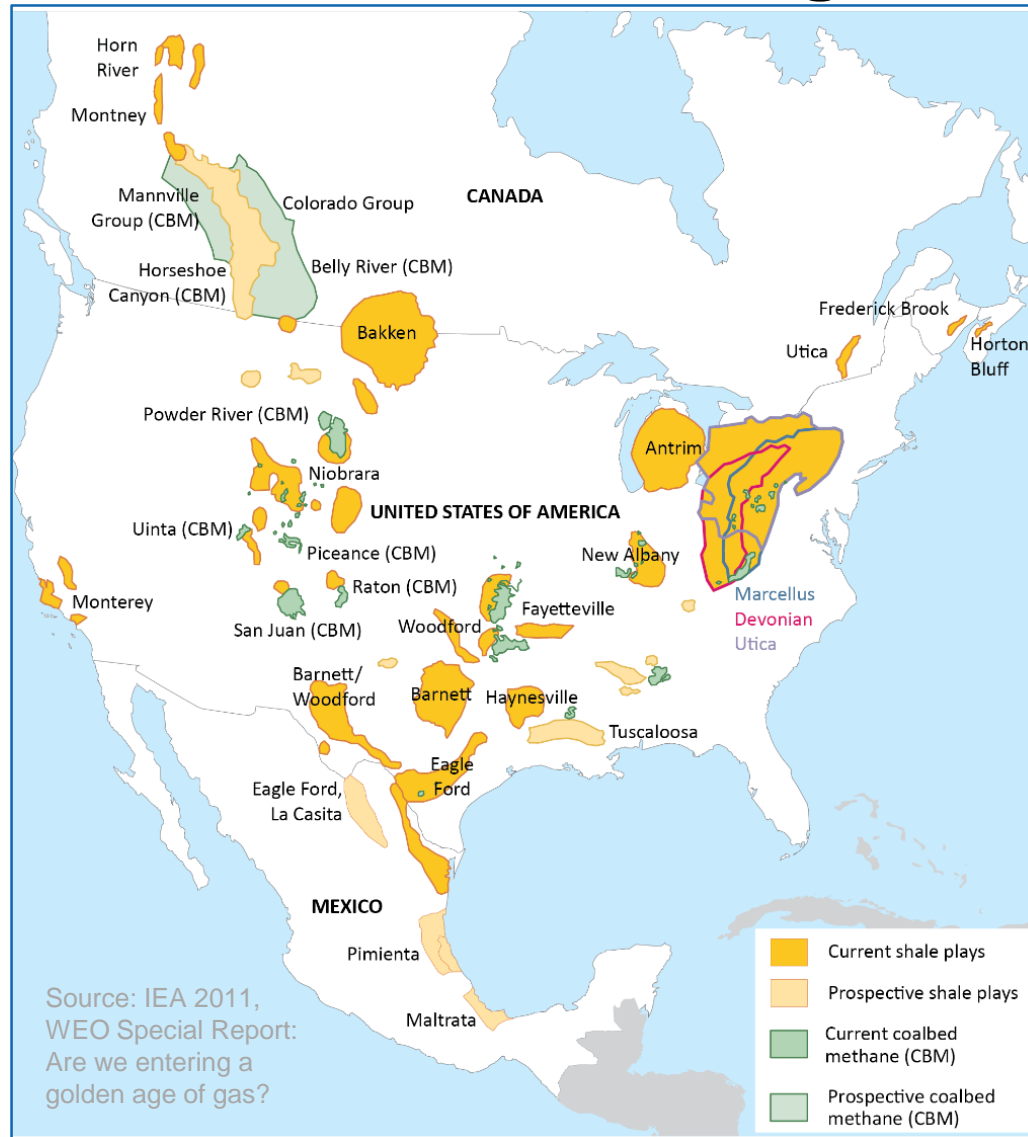 Horn
River
Montney
CANADA
Mannville
Group (CBM)
Colorado Group
Horseshoe
Canyon (CBM)
Belly River (CBM)
Bakken
Frederick Brook
Utica
Horton
Bluff
Powder River (CBM)
Antrim
Niobrara
UNITED STATES OF AMERICA
Uinta (CBM)
Piceance (CBM)
New Albany
Monterey
Raton (CBM)
San Juan (CBM)
Woodford
Fayetteville
Marcellus
Devonian
Utica
Barnett/
Woodford
Barnett
Haynesville
Tuscaloosa
Eagle
Ford
Eagle Ford,
La Casita
MEXICO
Pimienta
Maltrata
Source: IEA 2011,
WEO Special Report:
Are we entering a
golden age of gas?
Current shale plays
Prospective shale plays
Current coalbed
methane (CBM)
Prospective coalbed
methane (CBM)